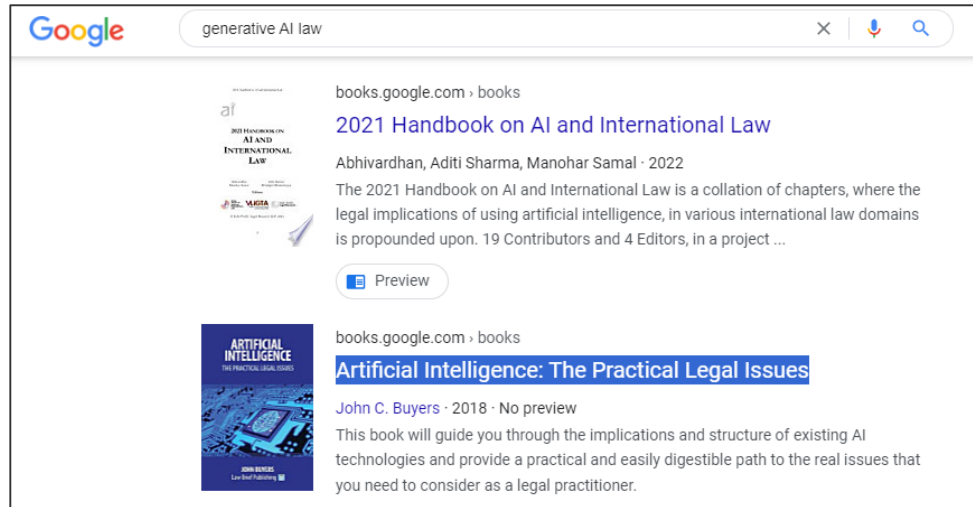 Google
generative AI law
books.google.com › books
2021 Handbook on AI and International Law
Abhivardhan, Aditi Sharma, Manohar Samal · 2022
The 2021 Handbook on AI and International Law is a collation of chapters, where the
legal implications of using artificial intelligence, in various international law domains
is propounded upon. 19 Contributors and 4 Editors, in a project ...
Preview
ai
2021 HANDBOOK ON
AI AND
INTERNATIONAL
LAW
VLiGTA
books.google.com › books
Artificial Intelligence: The Practical Legal Issues
John C. Buyers · 2018 · No preview
This book will guide you through the implications and structure of existing AI
technologies and provide a practical and easily digestible path to the real issues that
you need to consider as a legal practitioner.
ARTIFICIAL
INTELLIGENCE
THE PRACTICAL LEGAL ISSUES
JOHN BUYERS
Law Brief Publishing